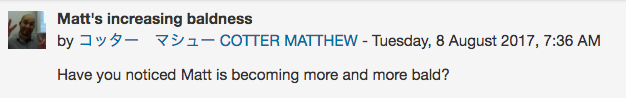 Matt's increasing baldness
by コッター　マシュー COTTER MATTHEW - Tuesday, 8 August 2017, 7:36 AM
Have you noticed Matt is becoming more and more bald?